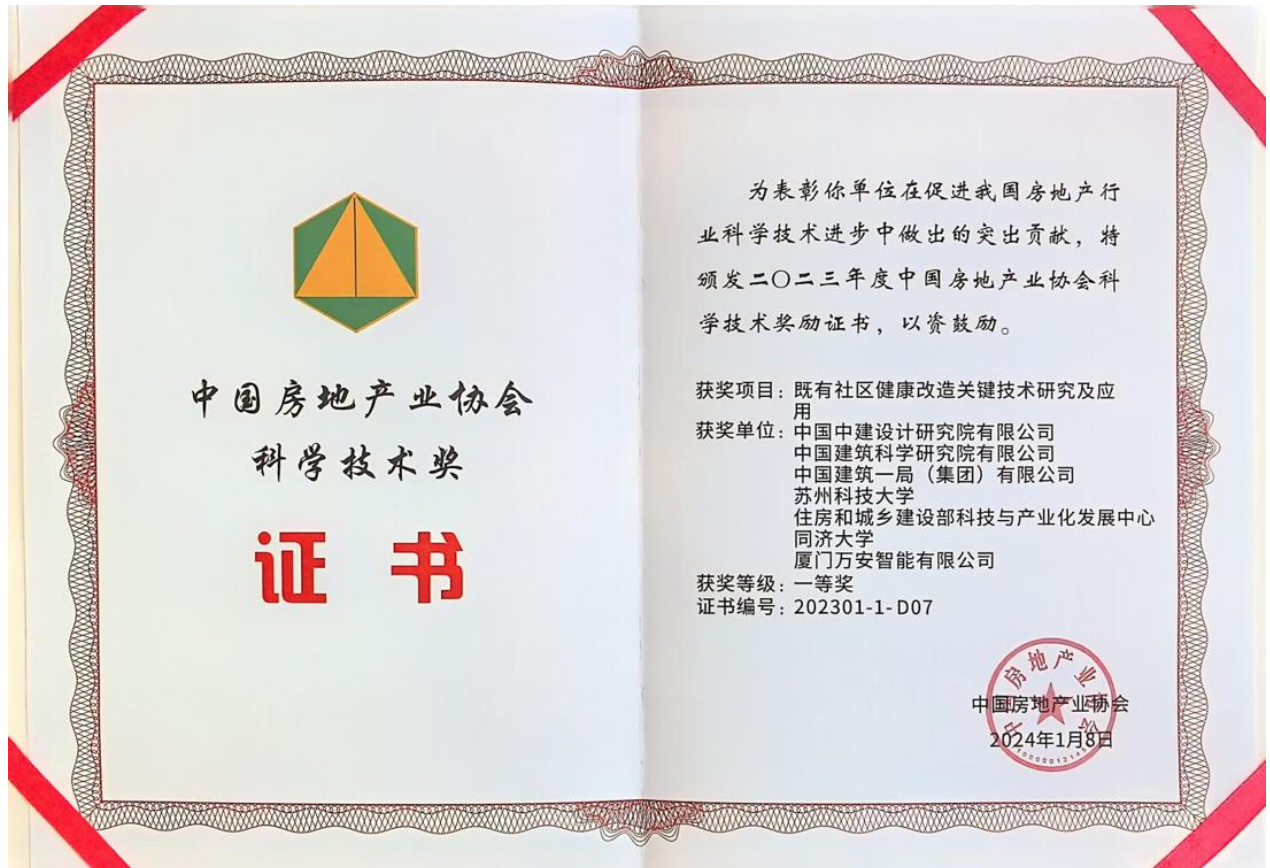 中国房地产业协会
科学技术奖
证书
为表彰你单位在促进我国房地产行
业科学技术进步中做出的突出贡献，特
颁发二〇二三年度中国房地产业协会科
学技术奖励证书，以资鼓励。
获奖项目：既有社区健康改造关键技术研究及应
用
获奖单位：中国中建设计研究院有限公司
中国建筑科学研究院有限公司
中国建筑一局（集团）有限公司
苏州科技大学
住房和城乡建设部科技与产业化发展中心
同济大学
厦门万安智能有限公司
获奖等级：一等奖
证书编号：202301-1-D07
中国房地产业协会
中国房地产业协会
2024年1月8日